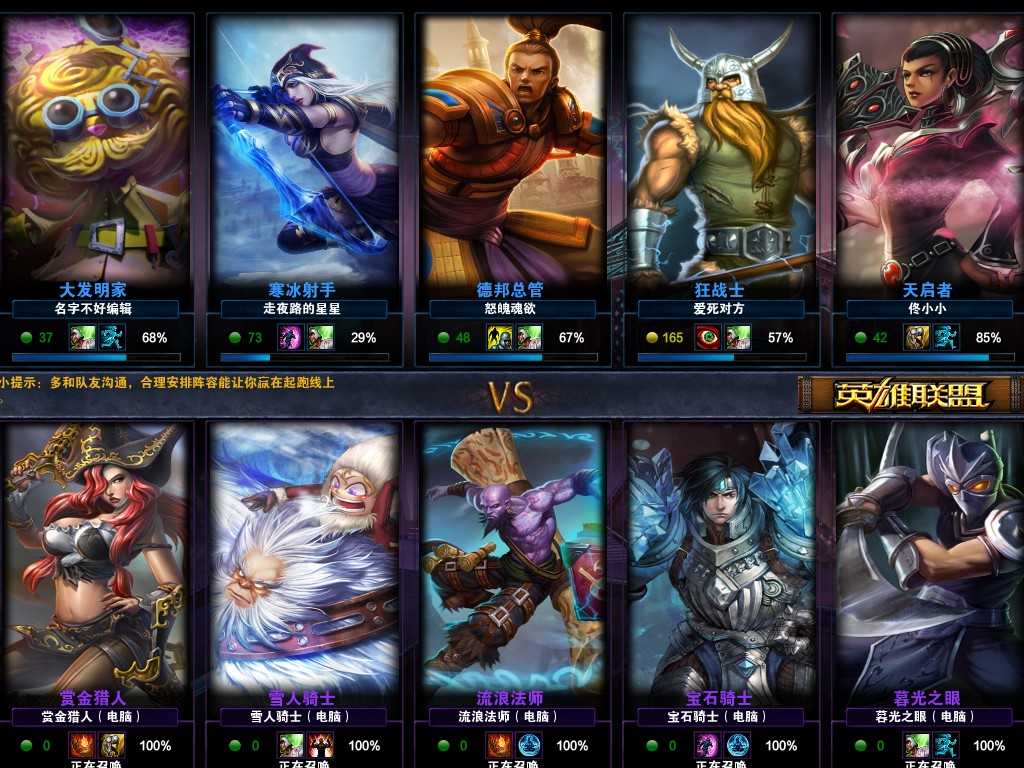 大发明家 寒冰射手 德邦总管 狂战士 天启者
名字不好编辑 走夜路的星星 怒魄魂欲 爱死对方 佟小小
37 68% 73 29% 48 67% 165 57% 42 85%
小提示：多和队友沟通，合理安排阵容能让你赢在起跑线上
。
VS 英雄联盟
赏金猎人 雪人骑士 流浪法师 宝石骑士 暮光之眼
赏金猎人（电脑） 雪人骑士（电脑） 流浪法师（电脑） 宝石骑士（电脑） 暮光之眼（电脑）
0 100% 0 100% 0 100% 0 100% 0 100%
正在召唤 正在召唤 正在召唤 正在召唤 正在召唤